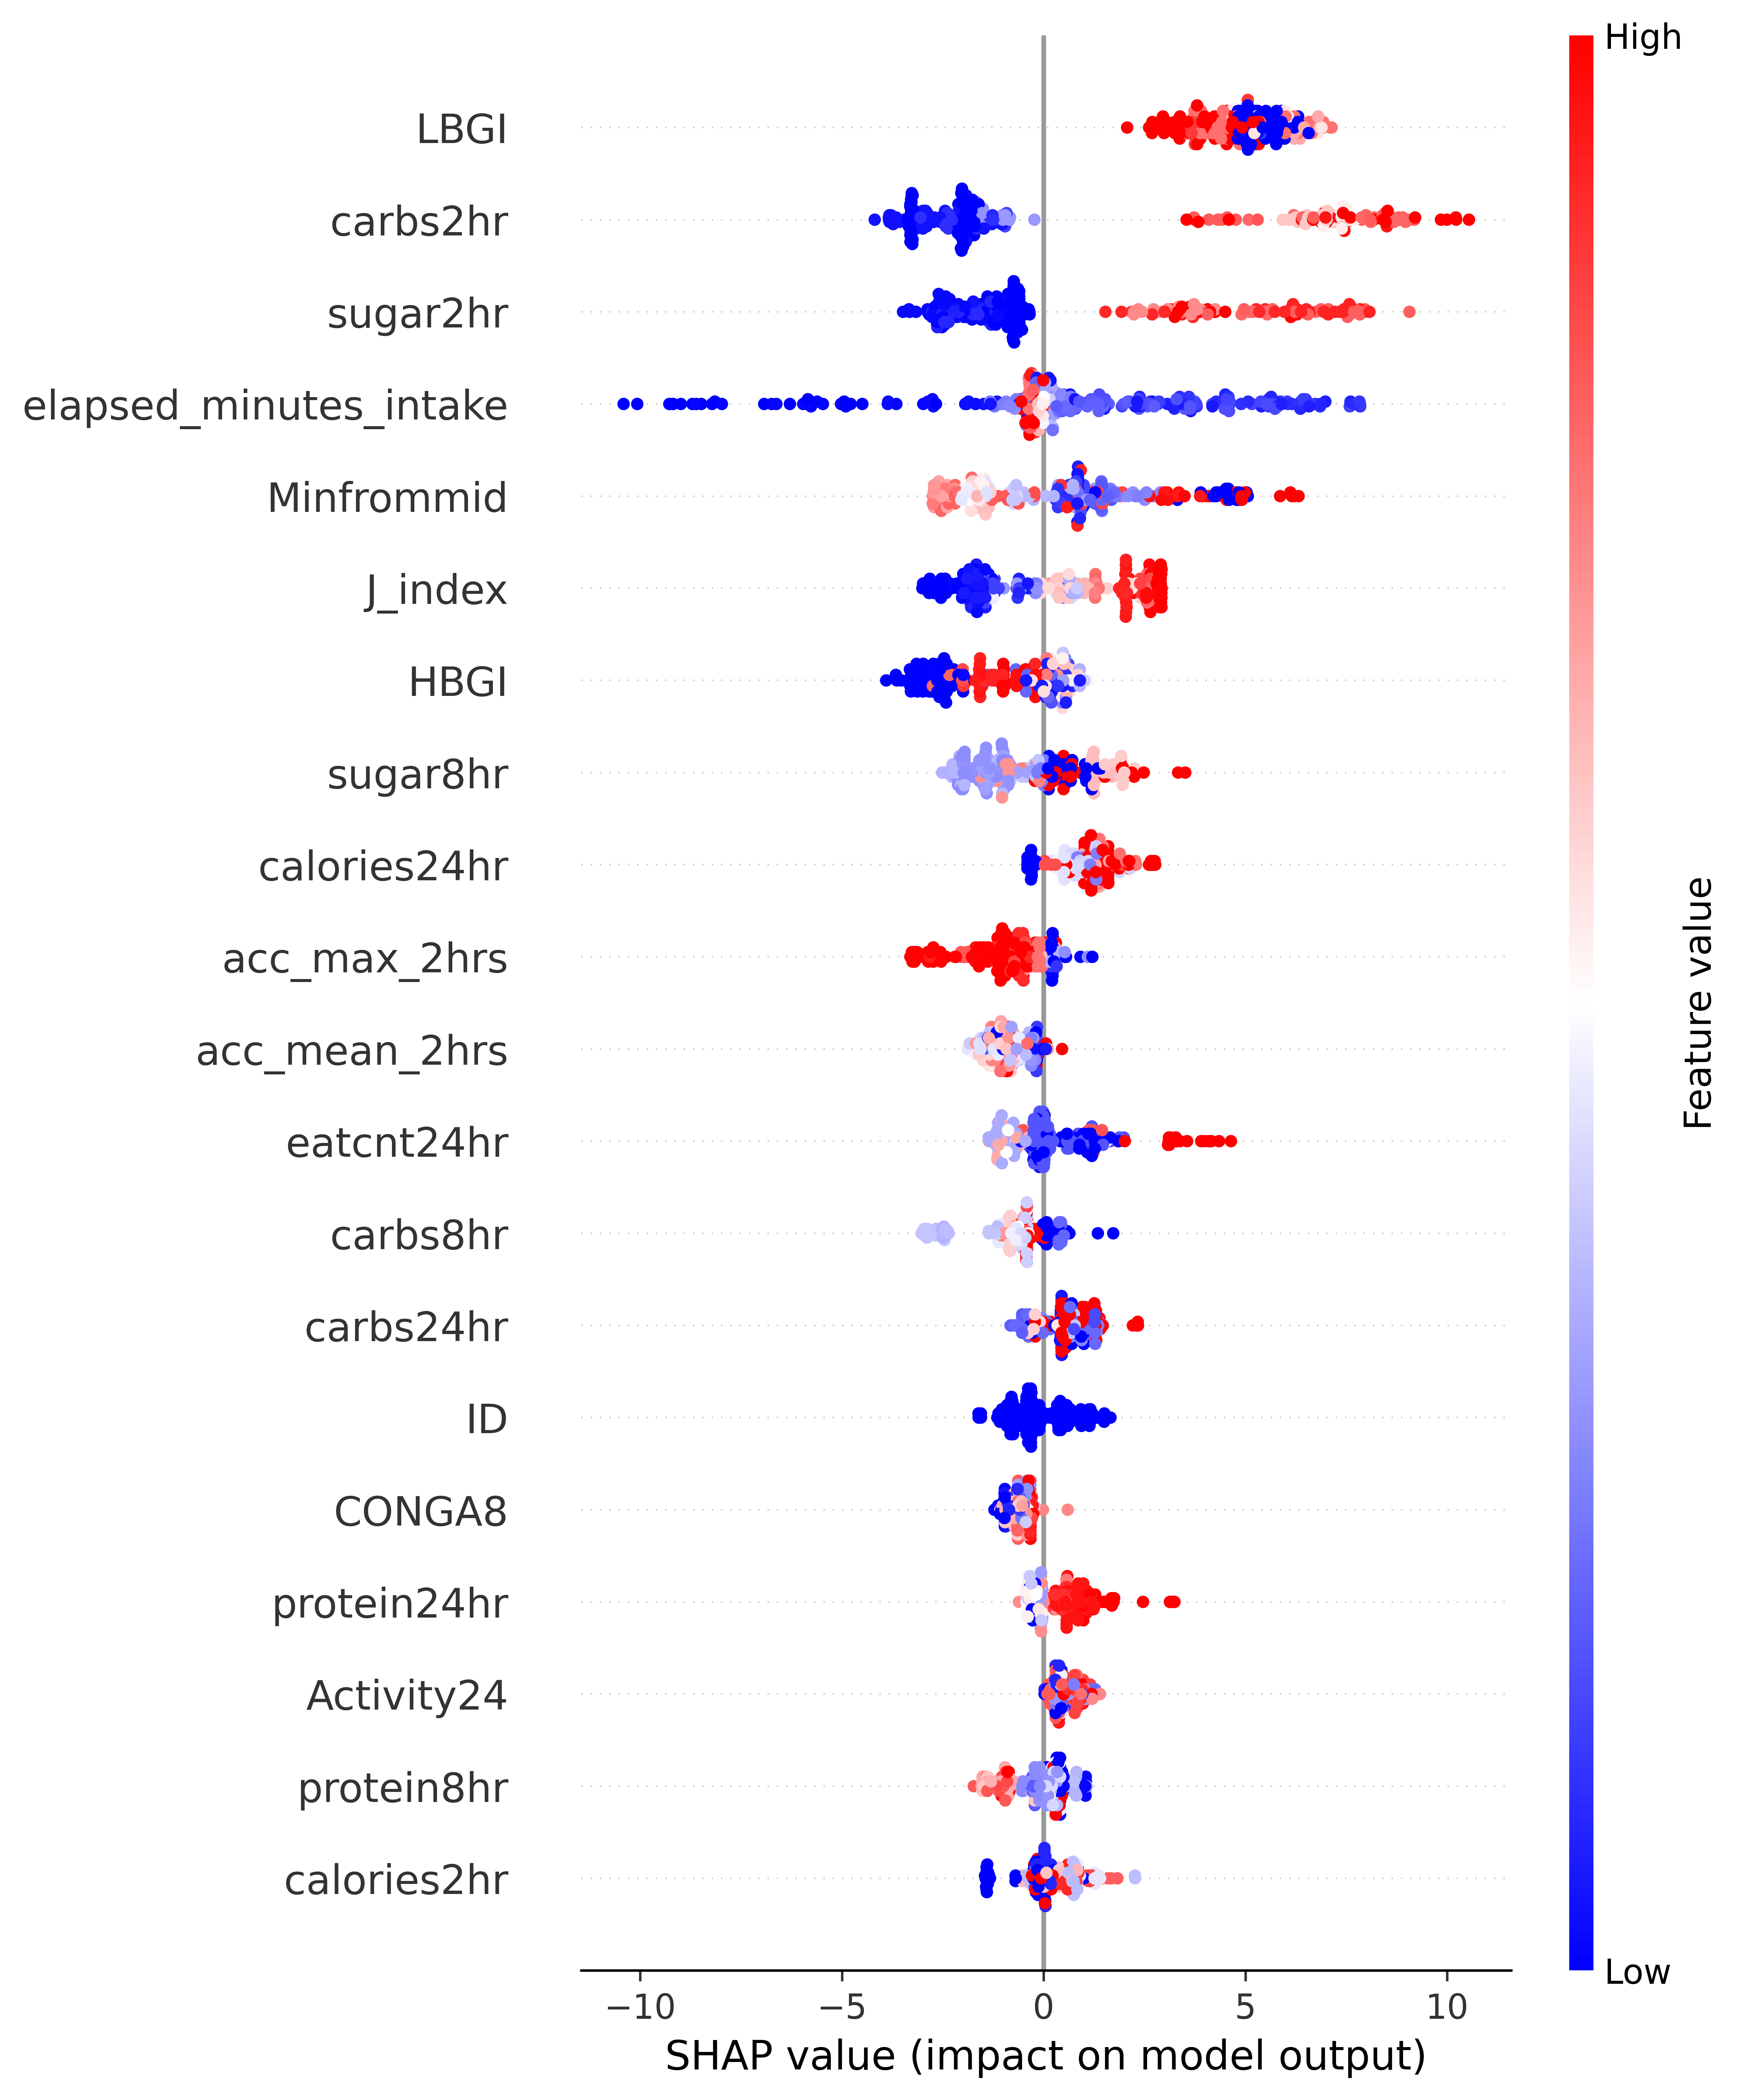 High
LBGI
carbs2hr
sugar2hr
elapsed_minutes_intake
Minfrommid
J_index
HBGI
sugar8hr
calories24hr
acc_max_2hrs
acc_mean_2hrs
eatcnt24hr
carbs8hr
carbs24hr
ID
CONGA8
protein24hr
Activity24
protein8hr
calories2hr
Feature value
Low
−10 −5 0 5 10
SHAP value (impact on model output)